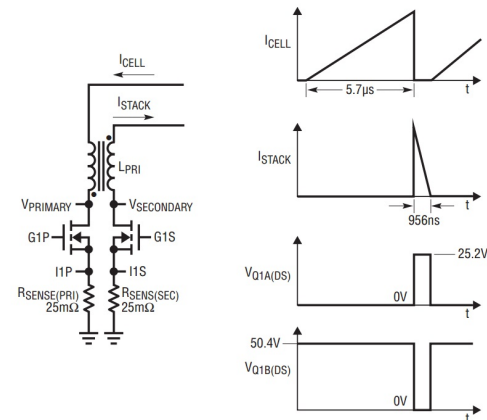 ICELL
ISTACK
LPRI
VPRIMARY
VSECONDARY
G1P
G1S
I1P
I1S
RSENSE(PRI)
25mΩ
RSENS(SEC)
25mΩ
ICELL
5.7µs
t
ISTACK
t
956ns
VQ1A(DS)
25.2V
0V
t
50.4V
VQ1B(DS)
0V
t